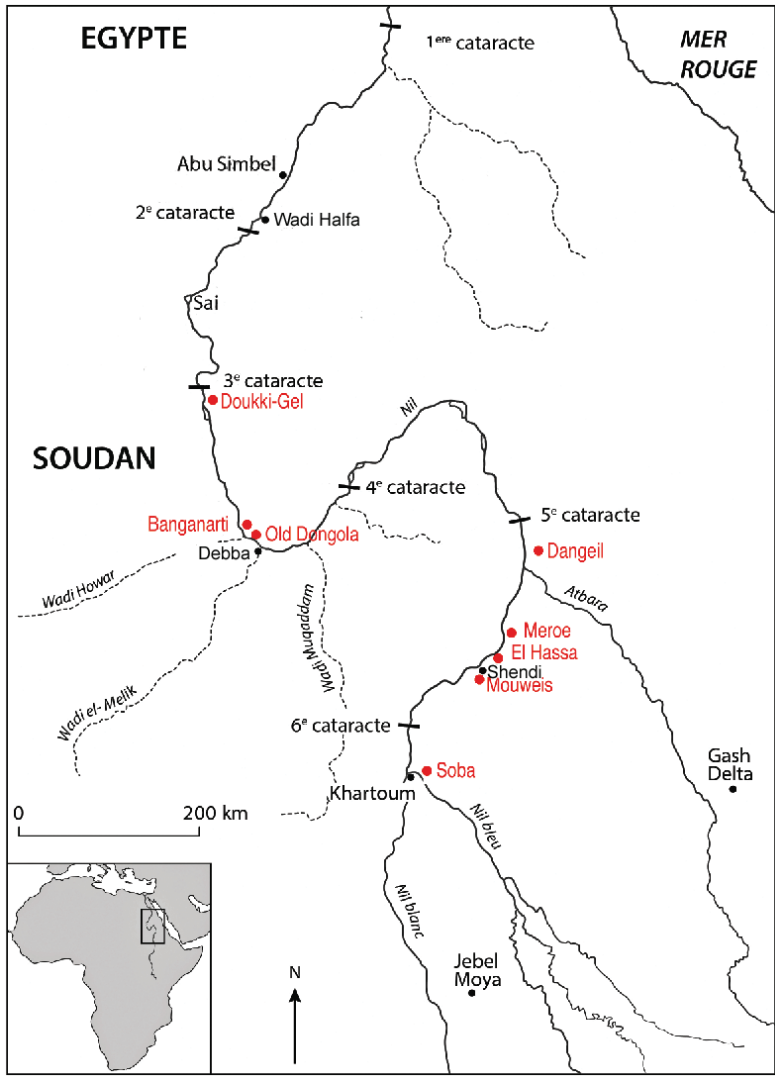 EGYPTE
1ere cataracte
MER
ROUGE
Abu Simbel
2e cataracte
Wadi Halfa
Sai
3e cataracte
Doukki-Gel
Nil
SOUDAN
4e cataracte
5e cataracte
Banganarti
Old Dongola
Debba
Dangeil
Wadi Howar
Atbara
Wadi Muqaddam
Meroe
El Hassa
Shendi
Mouweis
Wadi el-Melik
6e cataracte
Soba
Gash
Delta
Khartoum
0 200 km
Nil bleu
Nil blanc
Jebel
Moya
N